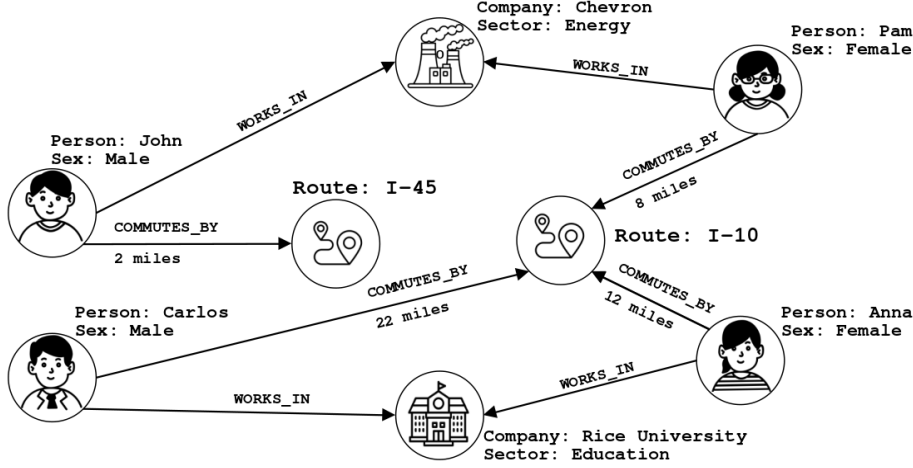 Company: Chevron
Sector: Energy
Person: Pam
Sex: Female
WORKS_IN
WORKS_IN
Person: John
Sex: Male
COMMUTES_BY
8 miles
Route: I-45
COMMUTES_BY
2 miles
Route: I-10
COMMUTES_BY
22 miles
COMMUTES_BY
12 miles
Person: Carlos
Sex: Male
Person: Anna
Sex: Female
WORKS_IN
WORKS_IN
Company: Rice University
Sector: Education